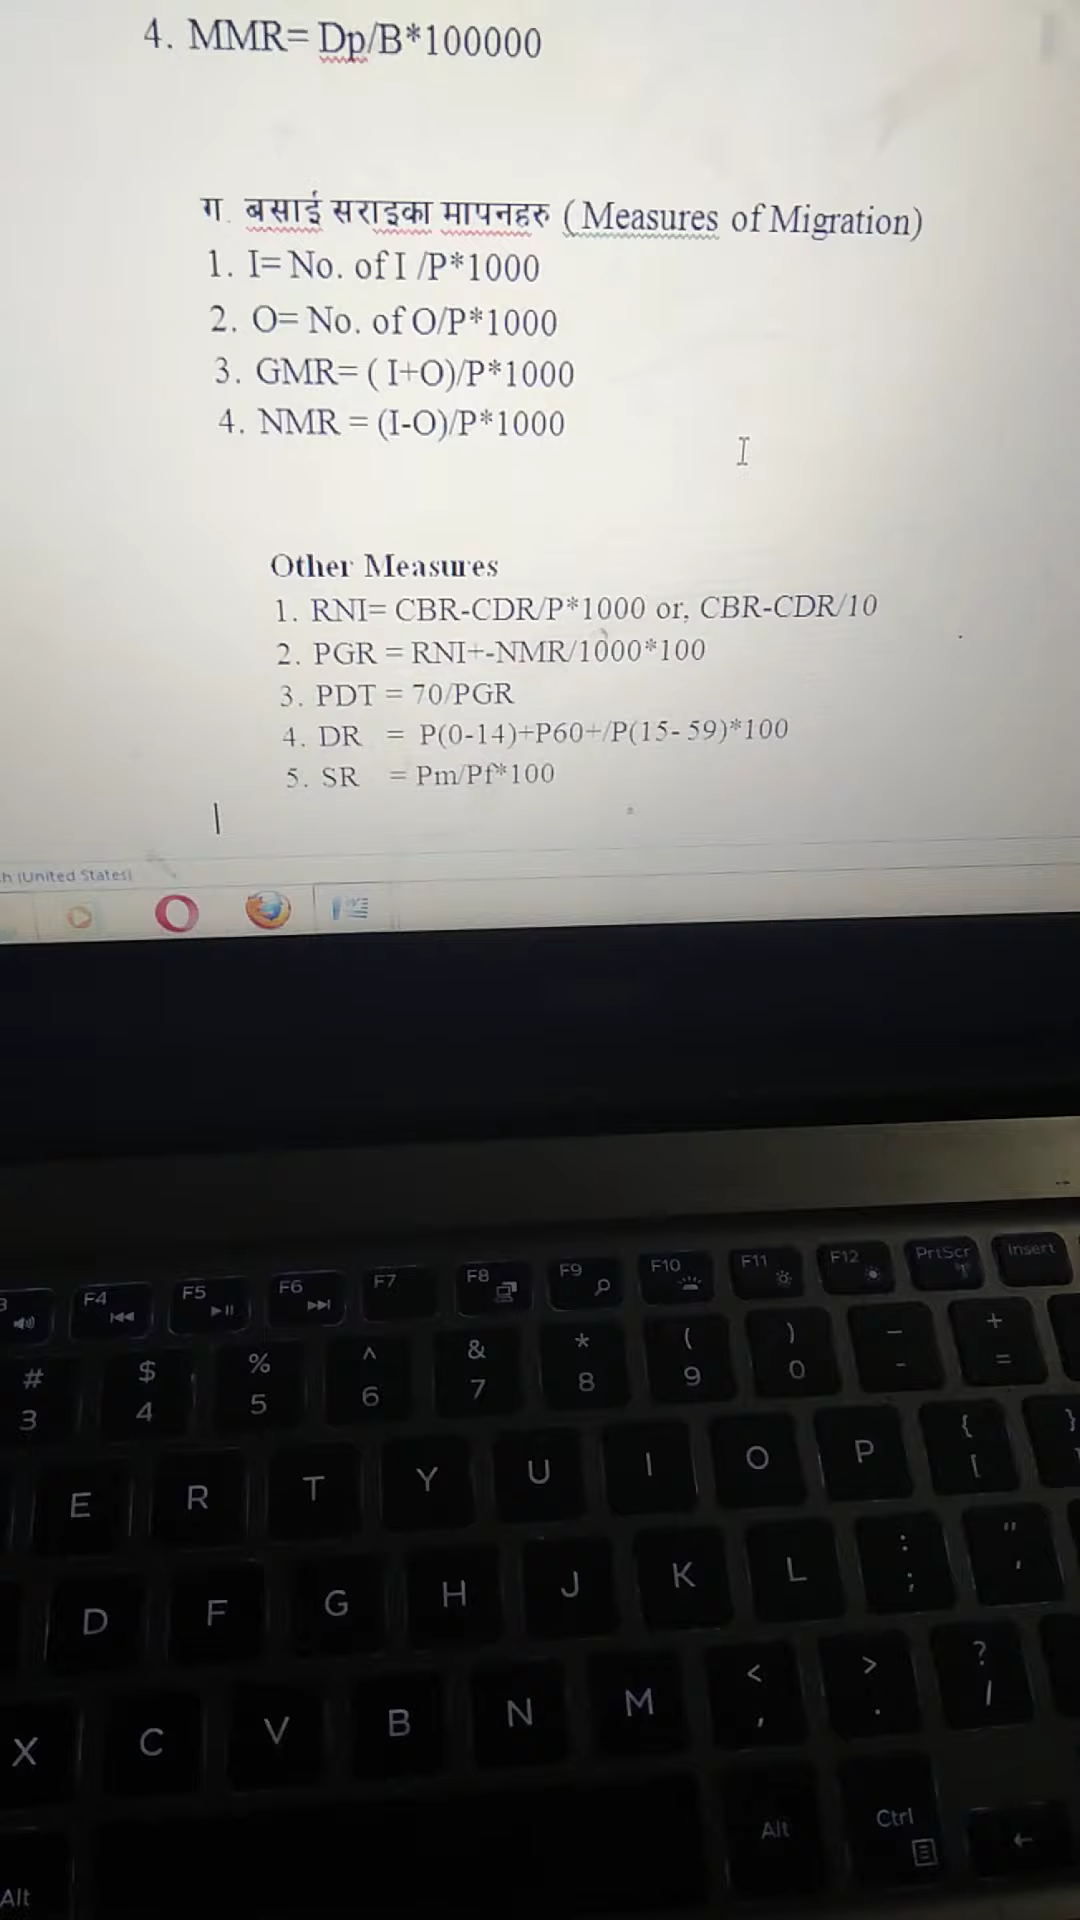 4. MMR= Dp/B*100000
ग. बसाई सराइका मापनहरु ( Measures of Migration)
1. I= No. of I /P*1000
2. O= No. of O/P*1000
3. GMR= ( I+O)/P*1000
4. NMR = (I-O)/P*1000
Other Measures
1. RNI= CBR-CDR/P*1000 or, CBR-CDR/10
2. PGR = RNI+-NMR/1000*100
3. PDT = 70/PGR
4. DR = P(0-14)+P60+/P(15- 59)*100
5. SR = Pm/Pf*100
h (United States)
F4 F5 F6 F7 F8 F9 F10 F11 F12 PrtScr Insert
# $ % ^ & * ( ) _ - + =
3 4 5 6 7 8 9 0
E R T Y U I O P { [ }
D F G H J K L : ; " '
X C V B N M < , > . ? /
Alt Alt Ctrl